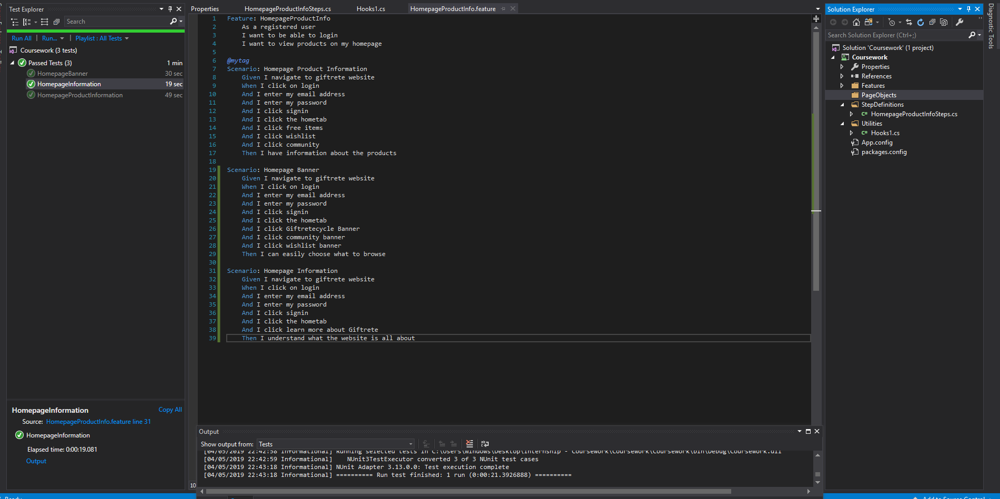 Test Explorer
Search
Run All | Run... | Playlist : All Tests
Coursework (3 tests)
Passed Tests (3) 1 min
HomepageBanner 30 sec
HomepageInformation 19 sec
HomepageProductInformation 49 sec
HomepageInformation Copy All
Source: HomepageProductInfo.feature line 31
HomepageInformation
Elapsed time: 0:00:19.081
Output
Properties HomepageProductInfoSteps.cs Hooks1.cs HomepageProductInfo.feature
1 Feature: HomepageProductInfo
2 As a registered user
3 I want to be able to login
4 I want to view products on my homepage
5
6 @mytag
7 Scenario: Homepage Product Information
8 Given I navigate to giftrete website
9 When I click on login
10 And I enter my email address
11 And I enter my password
12 And I click signin
13 And I click the hometab
14 And I click free items
15 And I click wishlist
16 And I click community
17 Then I have information about the products
18
19 Scenario: Homepage Banner
20 Given I navigate to giftrete website
21 When I click on login
22 And I enter my email address
23 And I enter my password
24 And I click signin
25 And I click the hometab
26 And I click Giftretecycle Banner
27 And I click community banner
28 And I click wishlist banner
29 Then I can easily choose what to browse
30
31 Scenario: Homepage Information
32 Given I navigate to giftrete website
33 When I click on login
34 And I enter my email address
35 And I enter my password
36 And I click signin
37 And I click the hometab
38 And I click learn more about Giftrete
39 Then I understand what the website is all about
10
Output
Show output from: Tests
[04/05/2019 22:42:58 Informational] Running selected tests in C:\Users\Windows\Desktop\Internship - Coursework\Coursework\Coursework\bin\Debug\Coursework.dll
[04/05/2019 22:42:59 Informational] NUnit3TestExecutor converted 3 of 3 NUnit test cases
[04/05/2019 22:43:18 Informational] NUnit Adapter 3.13.0.0: Test execution complete
[04/05/2019 22:43:18 Informational] ========== Run test finished: 1 run (0:00:21.3926888) ==========
Solution Explorer
Search Solution Explorer (Ctrl+;)
Solution 'Coursework' (1 project)
Coursework
Properties
References
Features
PageObjects
StepDefinitions
C# HomepageProductInfoSteps.cs
Utilities
C# Hooks1.cs
App.config
packages.config
Diagnostic Tools
Ready
Add to Source Control